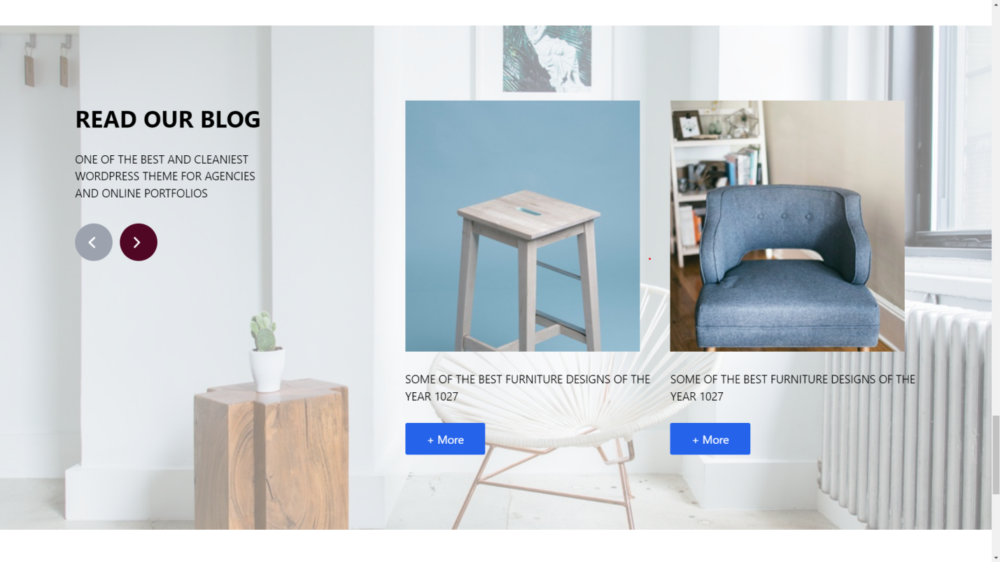 READ OUR BLOG
ONE OF THE BEST AND CLEANIEST
WORDPRESS THEME FOR AGENCIES
AND ONLINE PORTFOLIOS
SOME OF THE BEST FURNITURE DESIGNS OF THE
YEAR 1027
+ More
SOME OF THE BEST FURNITURE DESIGNS OF THE
YEAR 1027
+ More